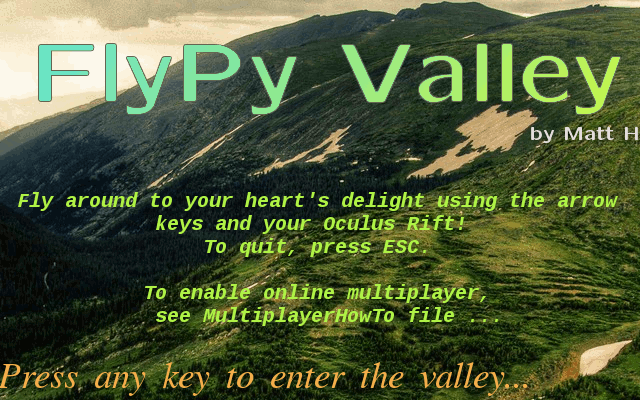 FlyPy Valley
by Matt H
Fly around to your heart's delight using the arrow
keys and your Oculus Rift!
To quit, press ESC.
To enable online multiplayer,
see MultiplayerHowTo file ...
Press any key to enter the valley...